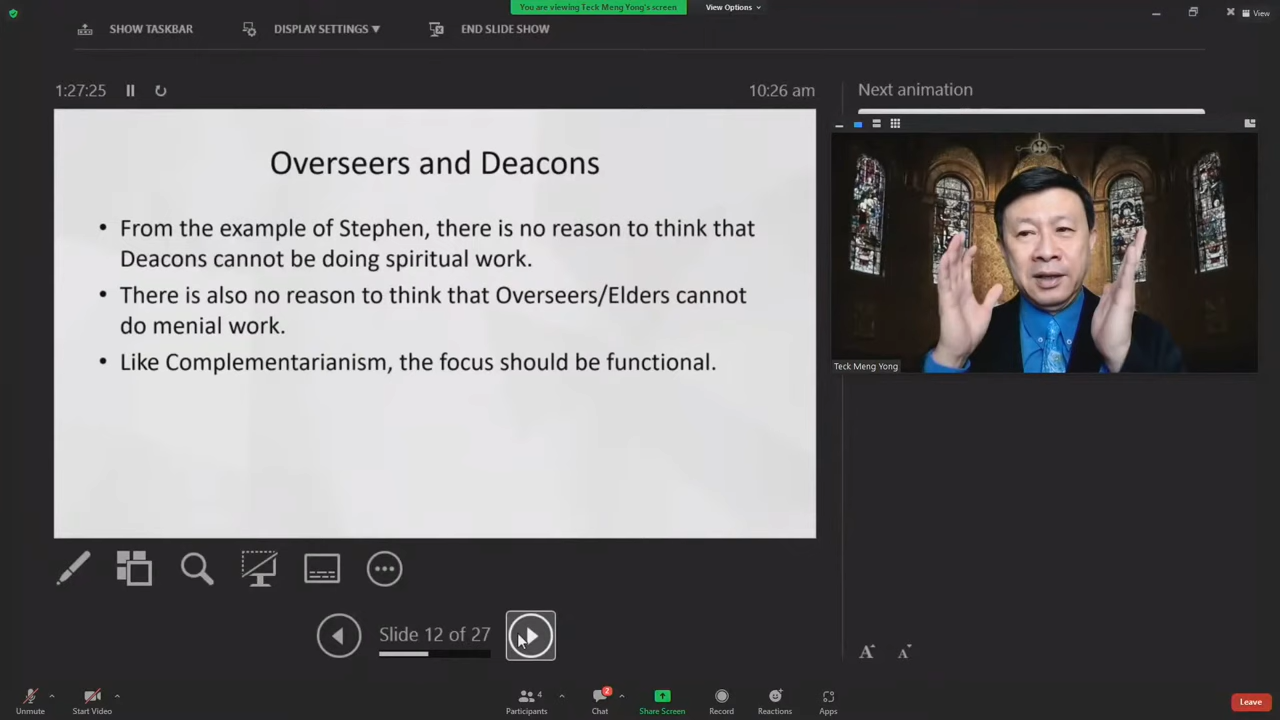 You are viewing Teck Meng Yong's screen
View Options
View
SHOW TASKBAR
DISPLAY SETTINGS
END SLIDE SHOW
1:27:25
10:26 am
Next animation
Overseers and Deacons
• From the example of Stephen, there is no reason to think that
Deacons cannot be doing spiritual work.
• There is also no reason to think that Overseers/Elders cannot
do menial work.
• Like Complementarianism, the focus should be functional.
Teck Meng Yong
Slide 12 of 27
A A
Unmute
Start Video
4
Participants
2
Chat
Share Screen
Record
Reactions
Apps
Leave